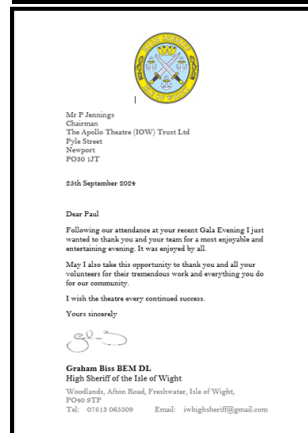 Mr P Jennings
Chairman
The Apollo Theatre (IOW) Trust Ltd
Pyle Street
Newport
PO30 1JT
25th September 2024
Dear Paul
Following our attendance at your recent Gala Evening I just
wanted to thank you and your team for a most enjoyable and
entertaining evening. It was enjoyed by all.
May I also take this opportunity to thank you and all your
volunteers for their tremendous work and everything you do
for our community.
I wish the theatre every continued success.
Yours sincerely
Graham Biss BEM DL
High Sheriff of the Isle of Wight
Woodlands, Afton Road, Freshwater, Isle of Wight,
PO40 9TP
Tel: 07515 065509 Email: iwhighsheriff@gmail.com